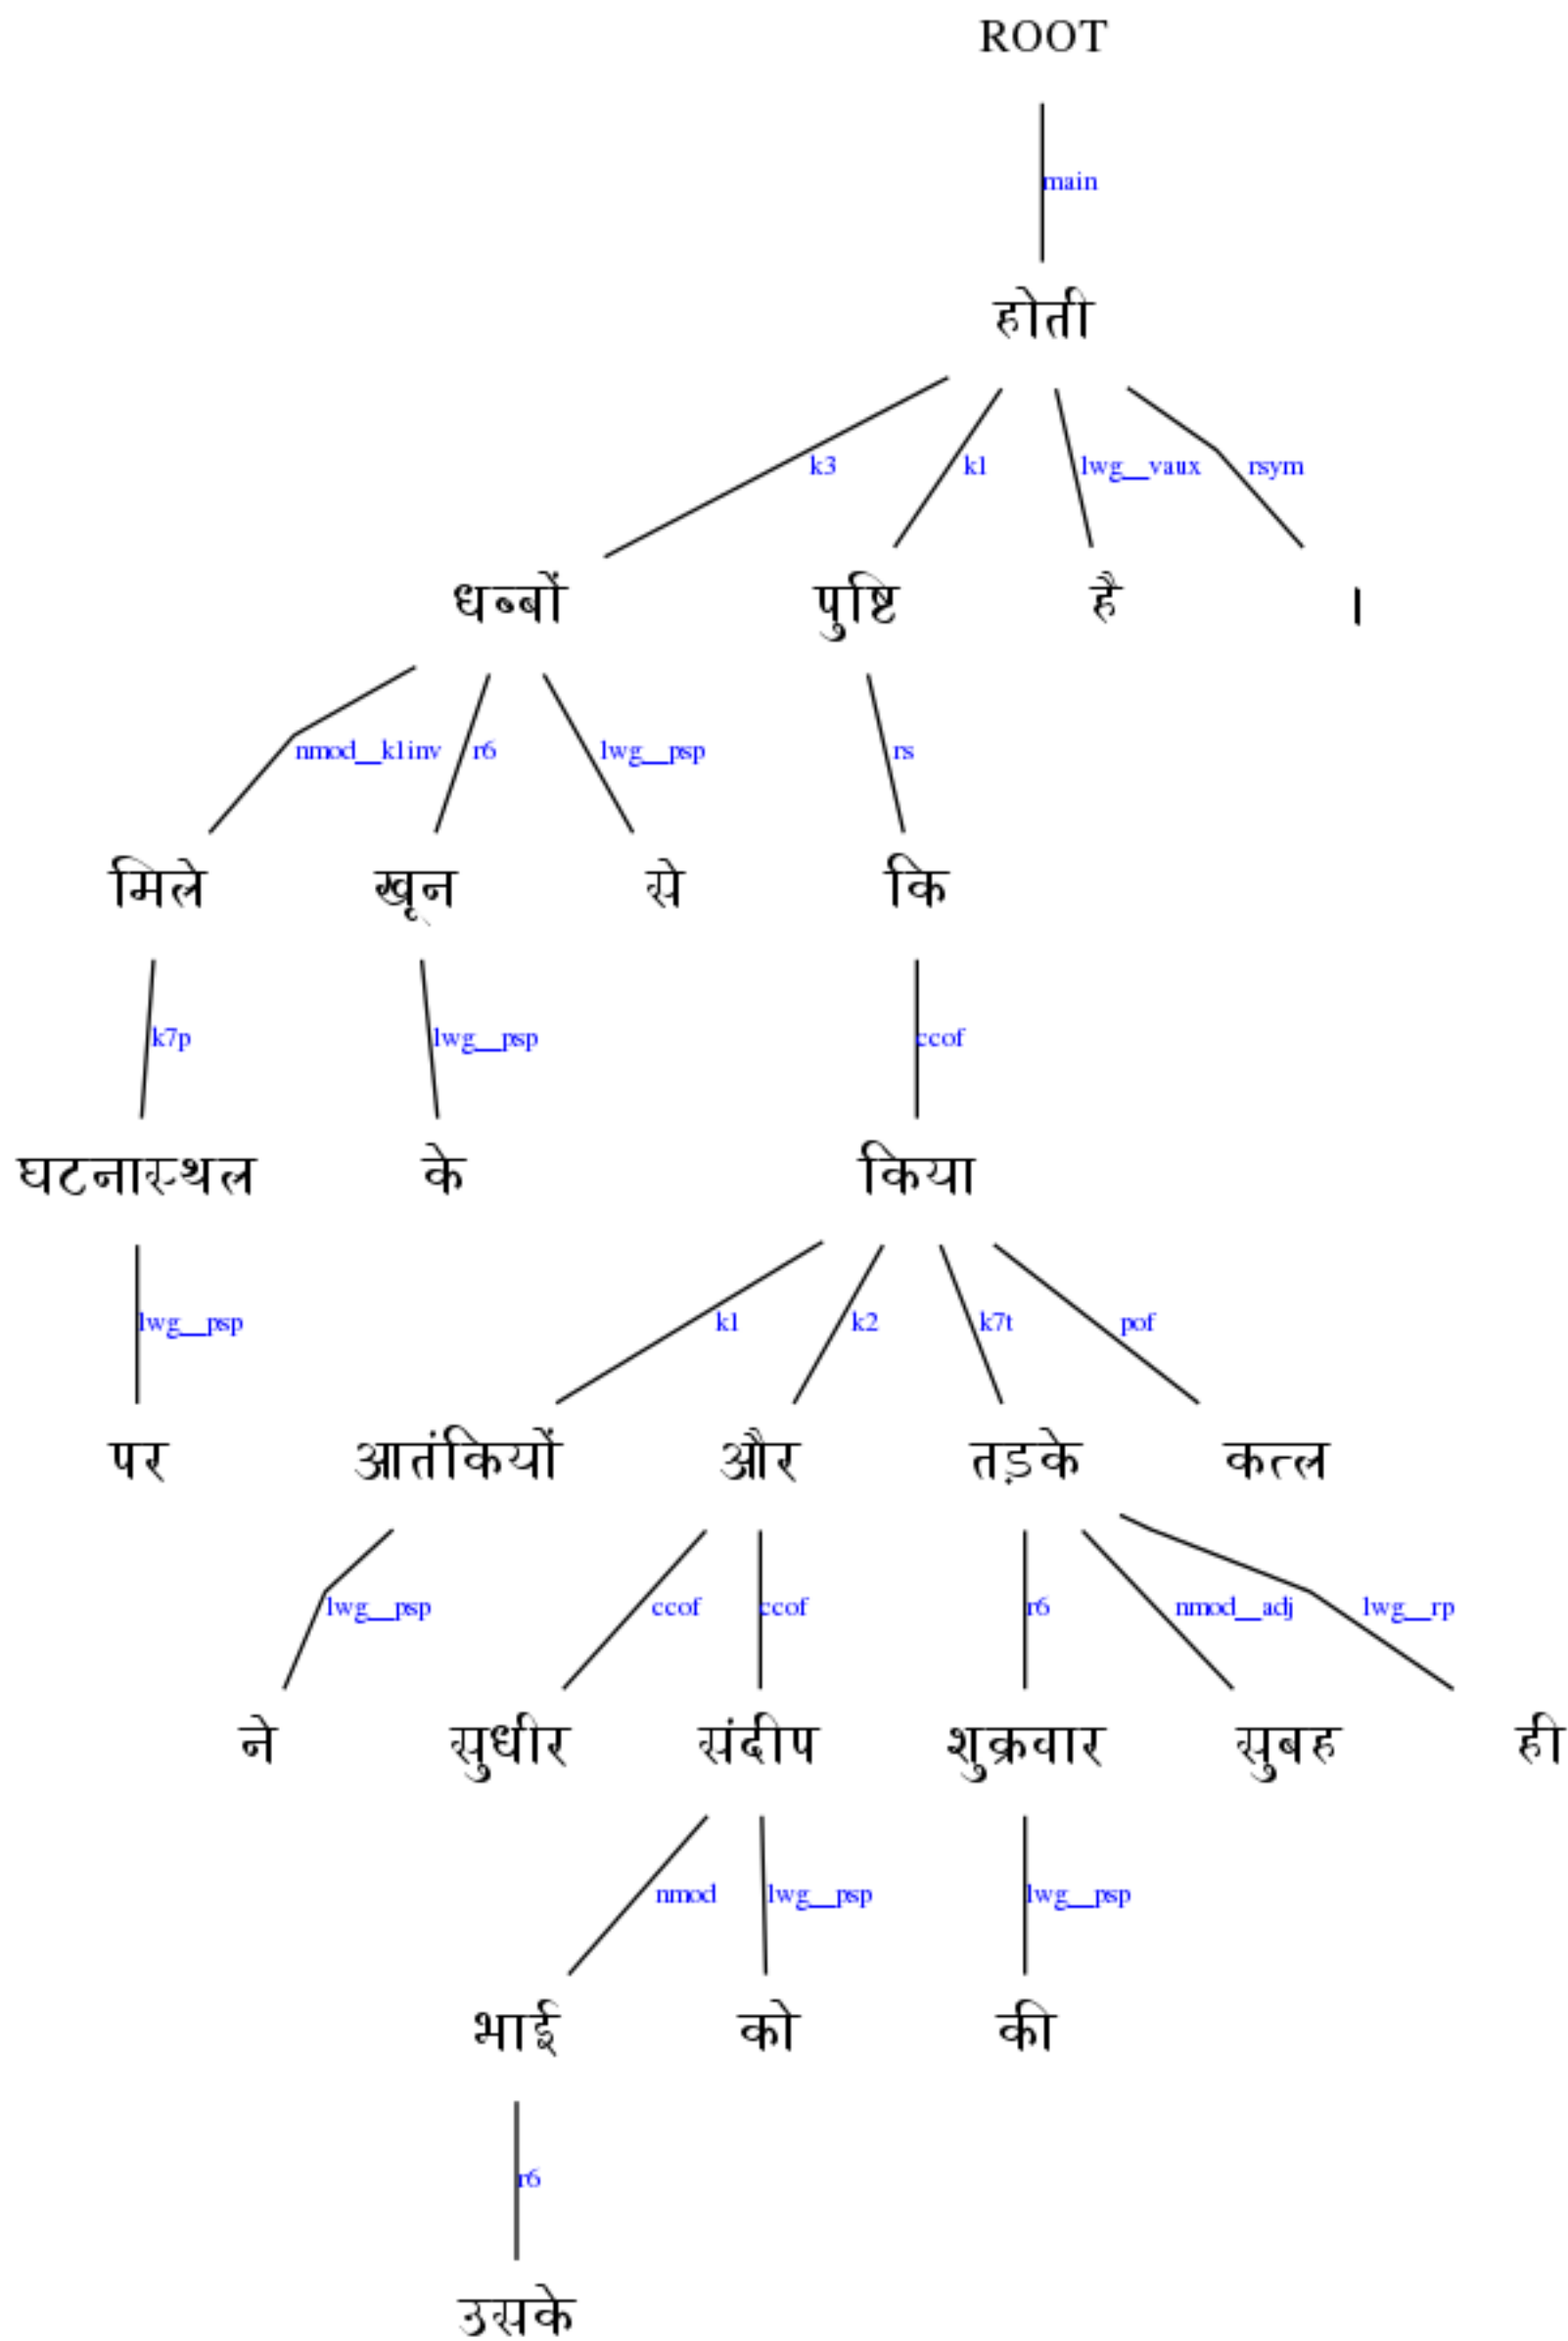 ROOT
main
होती
k3 k1 lwg__vaux rsym
धब्बों पुष्टि है ।
nmod__k1inv r6 lwg__psp rs
मिले खून से कि
k7p lwg__psp ccof
घटनास्थल के किया
lwg__psp k1 k2 k7t pof
पर आतंकियों और तड़के कत्ल
lwg__psp ccof ccof r6 nmod__adj lwg__rp
ने सुधीर संदीप शुक्रवार सुबह ही
nmod lwg__psp lwg__psp
भाई को की
r6
उसके